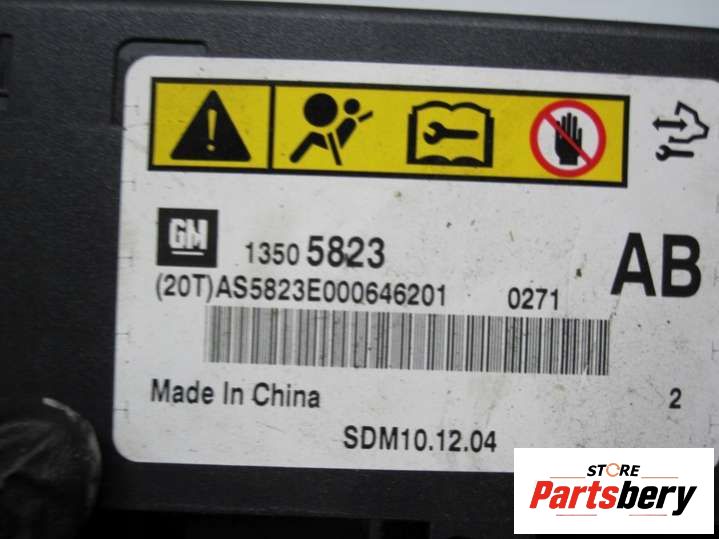 GM
1350 5823
AB
(20T)AS5823E000646201 0271
Made In China
2
SDM10.12.04
STORE
Partsbery